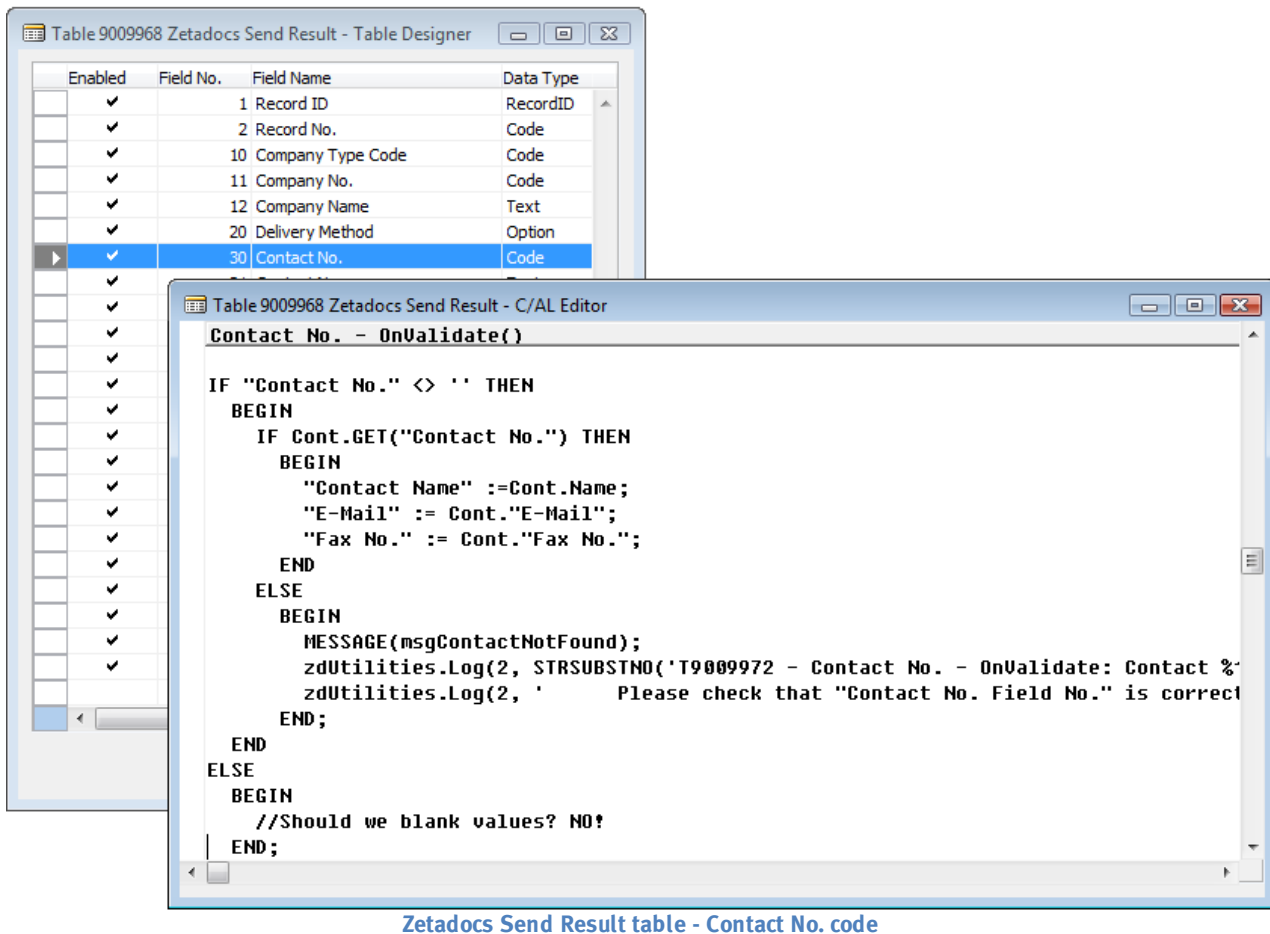 Table 9009968 Zetadocs Send Result - Table Designer
Enabled Field No. Field Name Data Type
1 Record ID RecordID
2 Record No. Code
10 Company Type Code Code
11 Company No. Code
12 Company Name Text
20 Delivery Method Option
30 Contact No. Code
Table 9009968 Zetadocs Send Result - C/AL Editor
Contact No. - OnValidate()
IF "Contact No." <> '' THEN
BEGIN
IF Cont.GET("Contact No.") THEN
BEGIN
"Contact Name" :=Cont.Name;
"E-Mail" := Cont."E-Mail";
"Fax No." := Cont."Fax No.";
END
ELSE
BEGIN
MESSAGE(msgContactNotFound);
zdUtilities.Log(2, STRSUBSTNO('T9009972 - Contact No. - OnValidate: Contact %
zdUtilities.Log(2, '      Please check that "Contact No. Field No." is correct
END;
END
ELSE
BEGIN
//Should we blank values? NO!
END;
Zetadocs Send Result table - Contact No. code